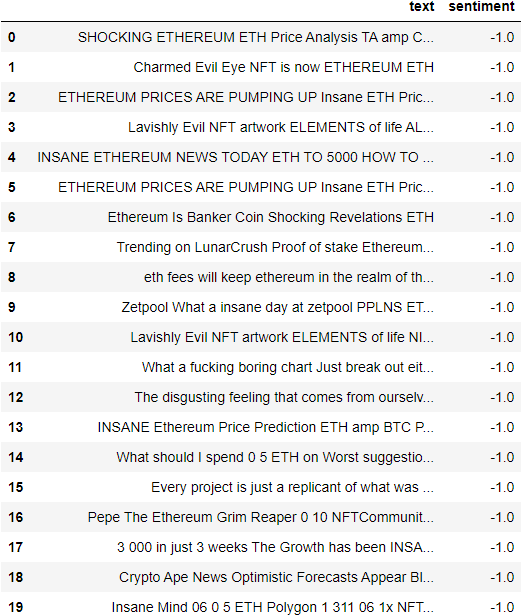 text sentiment
0 SHOCKING ETHEREUM ETH Price Analysis TA amp C... -1.0
1 Charmed Evil Eye NFT is now ETHEREUM ETH -1.0
2 ETHEREUM PRICES ARE PUMPING UP Insane ETH Pric... -1.0
3 Lavishly Evil NFT artwork ELEMENTS of life AL... -1.0
4 INSANE ETHEREUM NEWS TODAY ETH TO 5000 HOW TO ... -1.0
5 ETHEREUM PRICES ARE PUMPING UP Insane ETH Pric... -1.0
6 Ethereum Is Banker Coin Shocking Revelations ETH -1.0
7 Trending on LunarCrush Proof of stake Ethereum... -1.0
8 eth fees will keep ethereum in the realm of th... -1.0
9 Zetpool What a insane day at zetpool PPLNS ET... -1.0
10 Lavishly Evil NFT artwork ELEMENTS of life NI... -1.0
11 What a fucking boring chart Just break out eit... -1.0
12 The disgusting feeling that comes from ourselv... -1.0
13 INSANE Ethereum Price Prediction ETH amp BTC P... -1.0
14 What should I spend 0 5 ETH on Worst suggestio... -1.0
15 Every project is just a replicant of what was ... -1.0
16 Pepe The Ethereum Grim Reaper 0 10 NFTCommunit... -1.0
17 3 000 in just 3 weeks The Growth has been INSA... -1.0
18 Crypto Ape News Optimistic Forecasts Appear Bl... -1.0
19 Insane Mind 06 0 5 ETH Polygon 1 311 06 1x NFT... -1.0